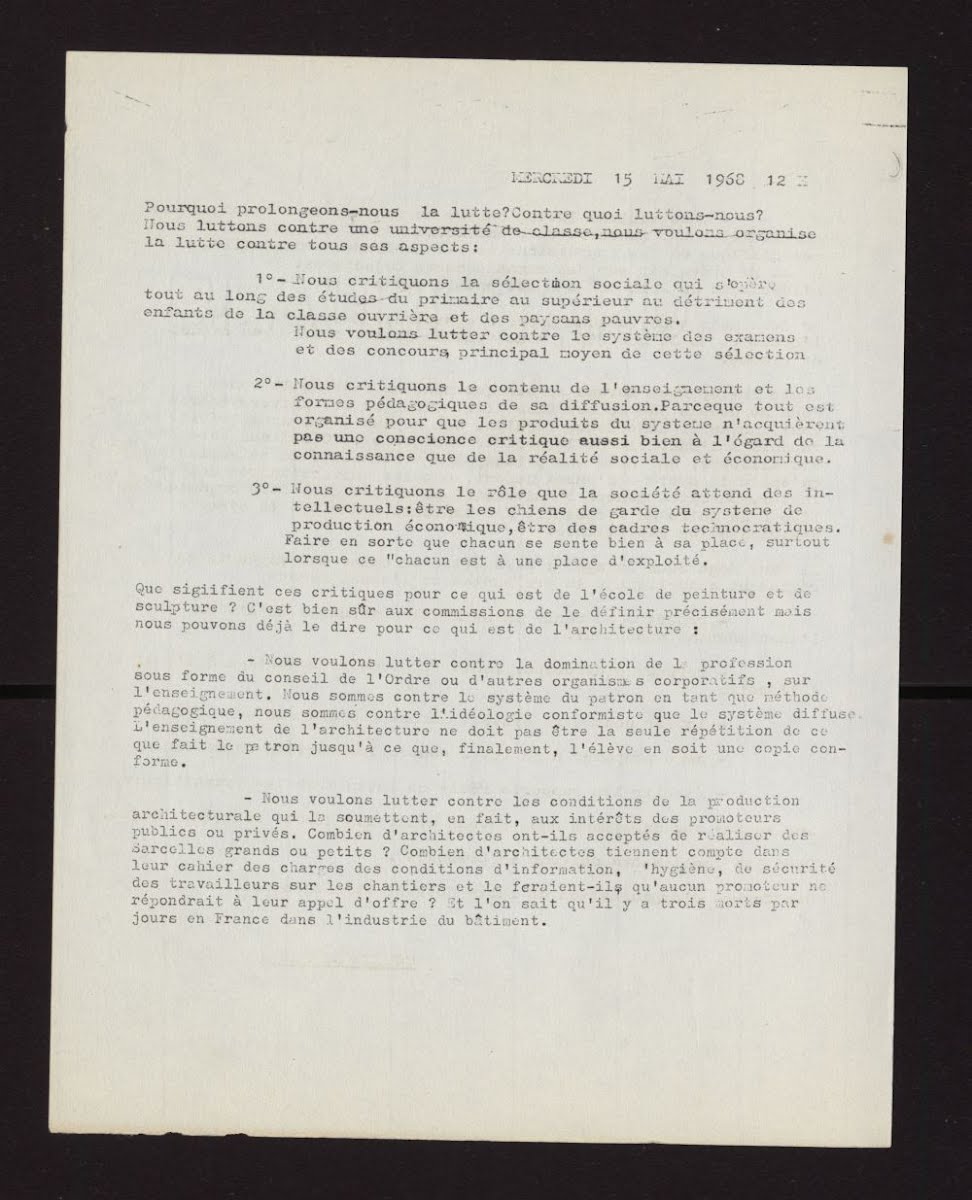 MERCREDI 15 MAI 1968 12 H
Pourquoi prolongeons-nous la lutte?Contre quoi luttons-nous?
Nous luttons contre une université de classe,nous voulons organise
la lutte contre tous ses aspects:
1°- Nous critiquons la sélection sociale qui s'opère
tout au long des études du primaire au supérieur au détriment des
enfants de la classe ouvrière et des paysans pauvres.
Nous voulons lutter contre le système des examens
et des concours, principal moyen de cette sélection
2°- Nous critiquons le contenu de l'enseignement et les
formes pédagogiques de sa diffusion.Parceque tout est
organisé pour que les produits du systeme n'acquièrent
pas une conscience critique aussi bien à l'égard de la
connaissance que de la réalité sociale et économique.
3°- Nous critiquons le rôle que la société attend des in-
tellectuels:être les chiens de garde du systeme de
production économique,être des cadres technocratiques.
Faire en sorte que chacun se sente bien à sa place, surtout
lorsque ce "chacun est à une place d'exploité.
Que sigiifient ces critiques pour ce qui est de l'école de peinture et de
sculpture ? C'est bien sûr aux commissions de le définir précisément mais
nous pouvons déjà le dire pour ce qui est de l'architecture :
- Nous voulons lutter contre la domination de la profession
sous forme du conseil de l'Ordre ou d'autres organismes corporatifs , sur
l'enseignement. Nous sommes contre le système du patron en tant que méthode
pédagogique, nous sommes contre l'idéologie conformiste que le système diffuse.
L'enseignement de l'architecture ne doit pas être la seule répétition de ce
que fait le patron jusqu'à ce que, finalement, l'élève en soit une copie con-
forme.
- Nous voulons lutter contre les conditions de la production
architecturale qui la soumettent, en fait, aux intérêts des promoteurs
publics ou privés. Combien d'architectes ont-ils acceptés de réaliser des
Sarcelles grands ou petits ? Combien d'architectes tiennent compte dans
leur cahier des charges des conditions d'information, 'hygiène, de sécurité
des travailleurs sur les chantiers et le feraient-ils qu'aucun promoteur ne
répondrait à leur appel d'offre ? Et l'on sait qu'il y a trois morts par
jours en France dans l'industrie du bâtiment.